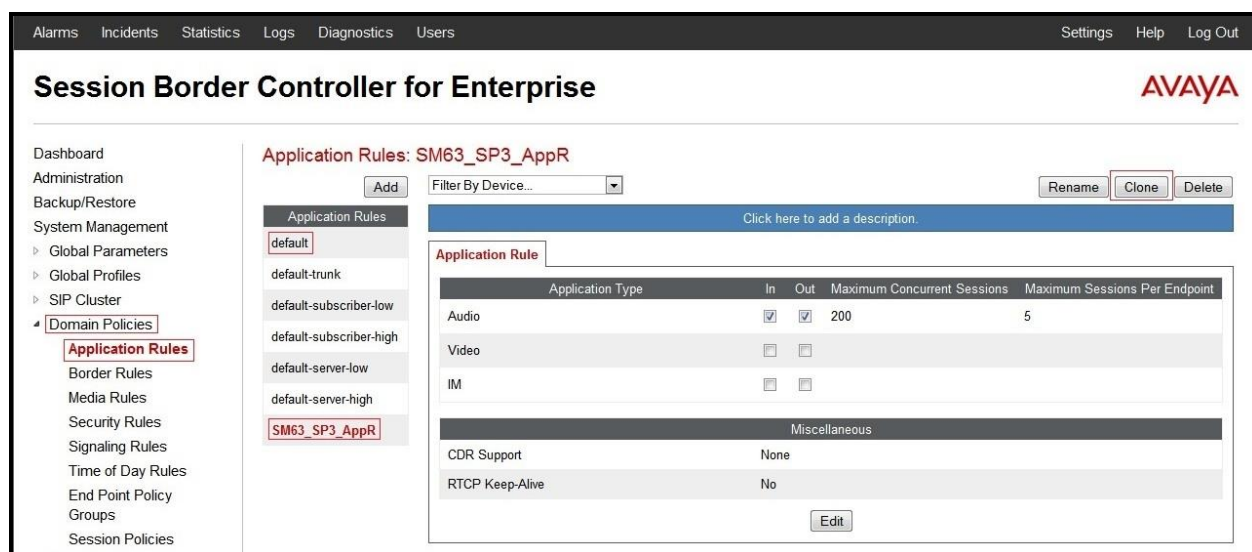 Alarms Incidents Statistics Logs Diagnostics Users Settings Help Log Out
Session Border Controller for Enterprise
AVAYA
Dashboard
Administration
Backup/Restore
System Management
Global Parameters
Global Profiles
SIP Cluster
Domain Policies
Application Rules
Border Rules
Media Rules
Security Rules
Signaling Rules
Time of Day Rules
End Point Policy
Groups
Session Policies
Application Rules: SM63_SP3_AppR
Add
Filter By Device...
Rename Clone Delete
Application Rules
default
default-trunk
default-subscriber-low
default-subscriber-high
default-server-low
default-server-high
SM63_SP3_AppR
Click here to add a description.
Application Rule
Application Type In Out Maximum Concurrent Sessions Maximum Sessions Per Endpoint
Audio 200 5
Video
IM
Miscellaneous
CDR Support None
RTCP Keep-Alive No
Edit